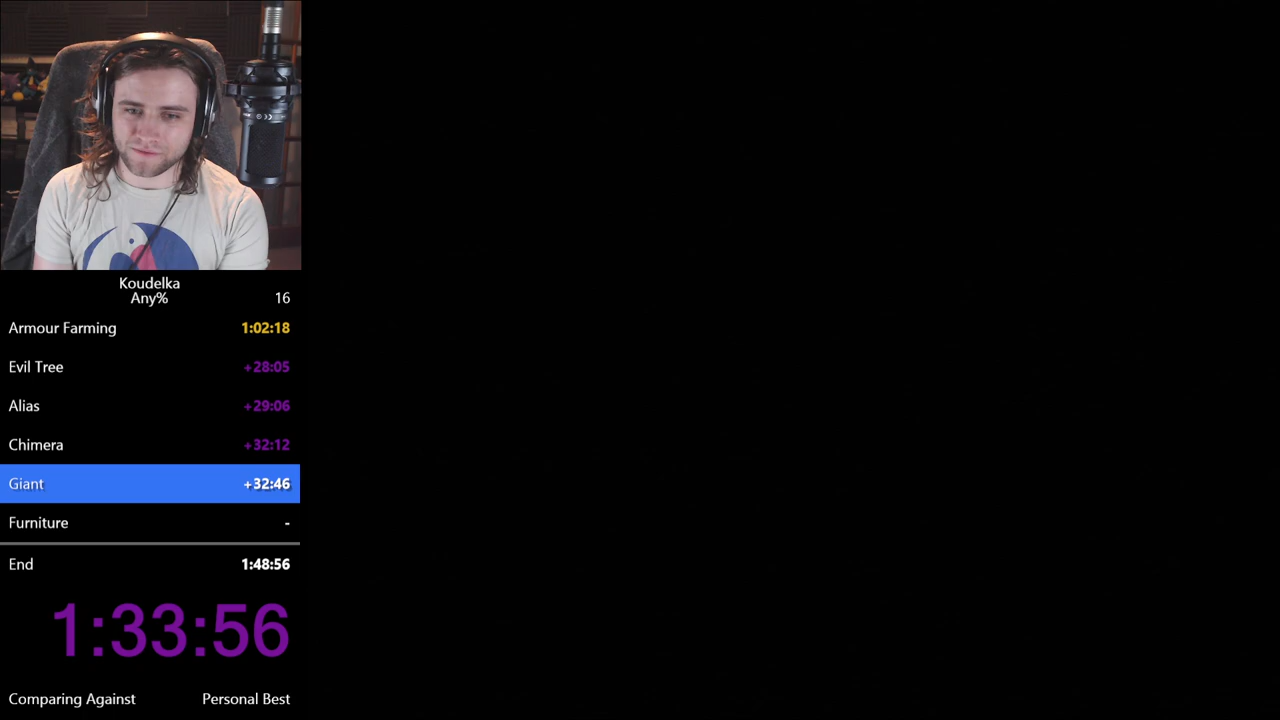 Koudelka
Any%
16
Armour Farming 1:02:18
Evil Tree +28:05
Alias +29:06
Chimera +32:12
Giant +32:46
Furniture -
End 1:48:56
1:33:56
Comparing Against Personal Best